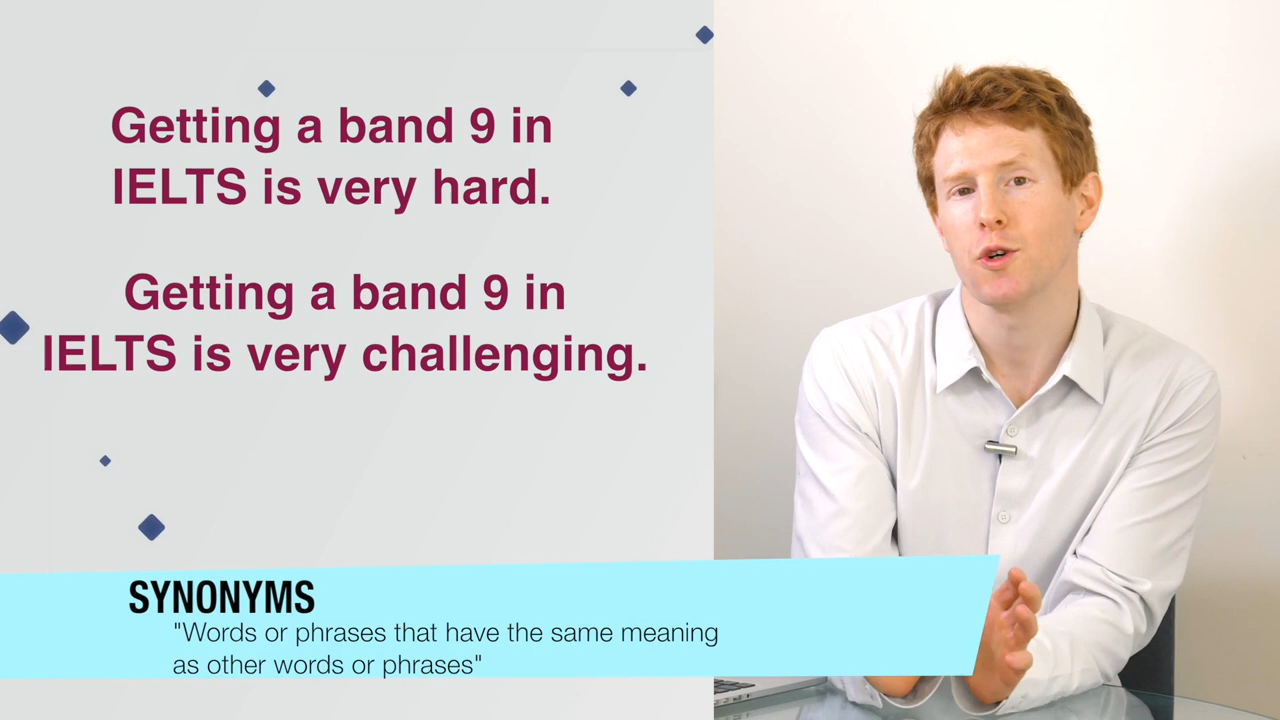 Getting a band 9 in
IELTS is very hard.
Getting a band 9 in
IELTS is very challenging.
SYNONYMS
"Words or phrases that have the same meaning
as other words or phrases"